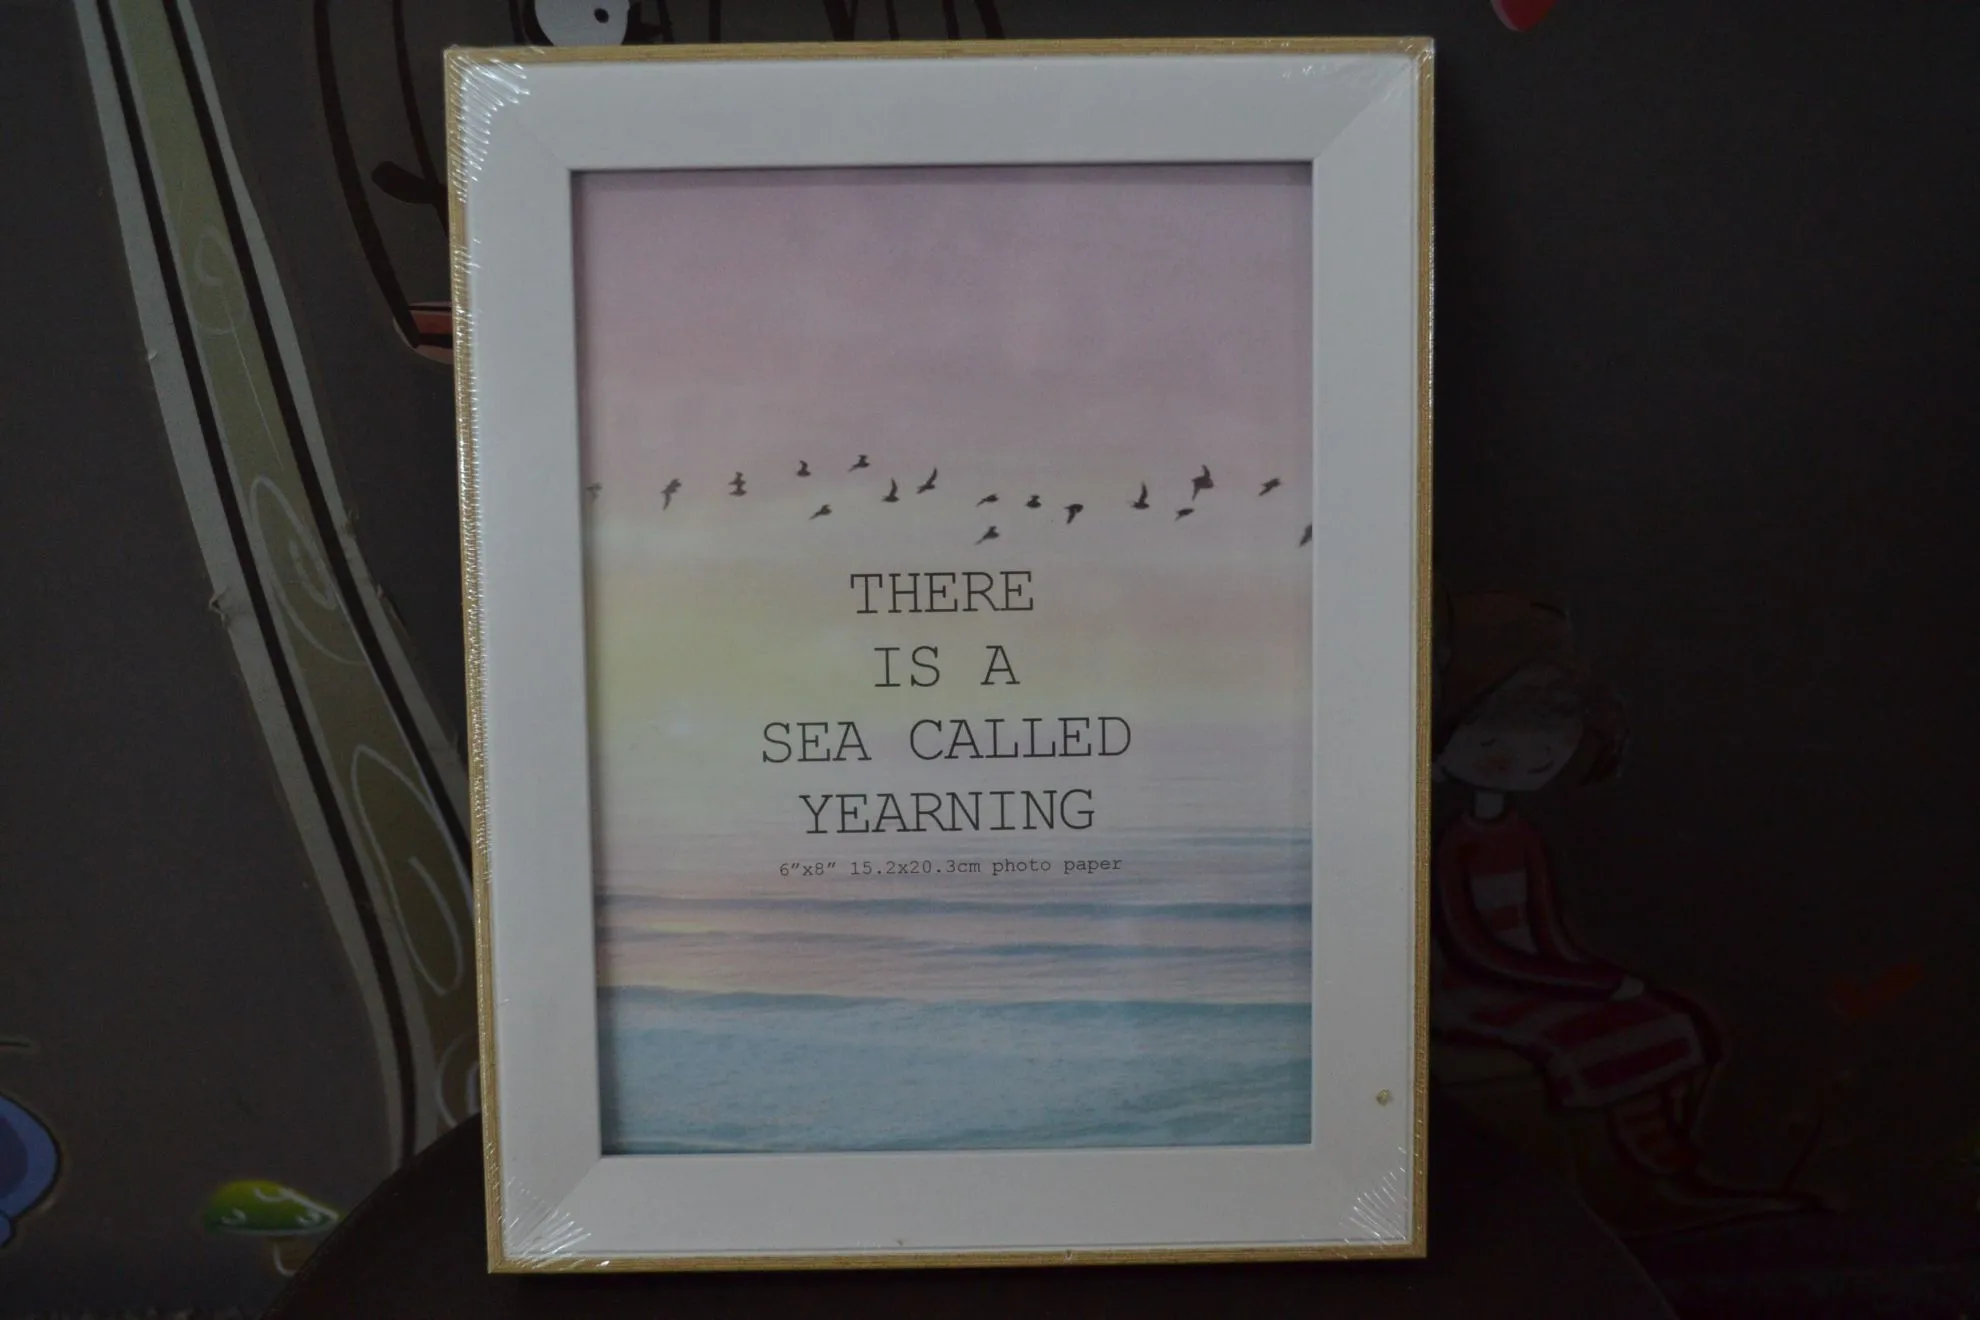 THERE
IS A
SEA CALLED
YEARNING
6”x8” 15.2x20.3cm photo paper